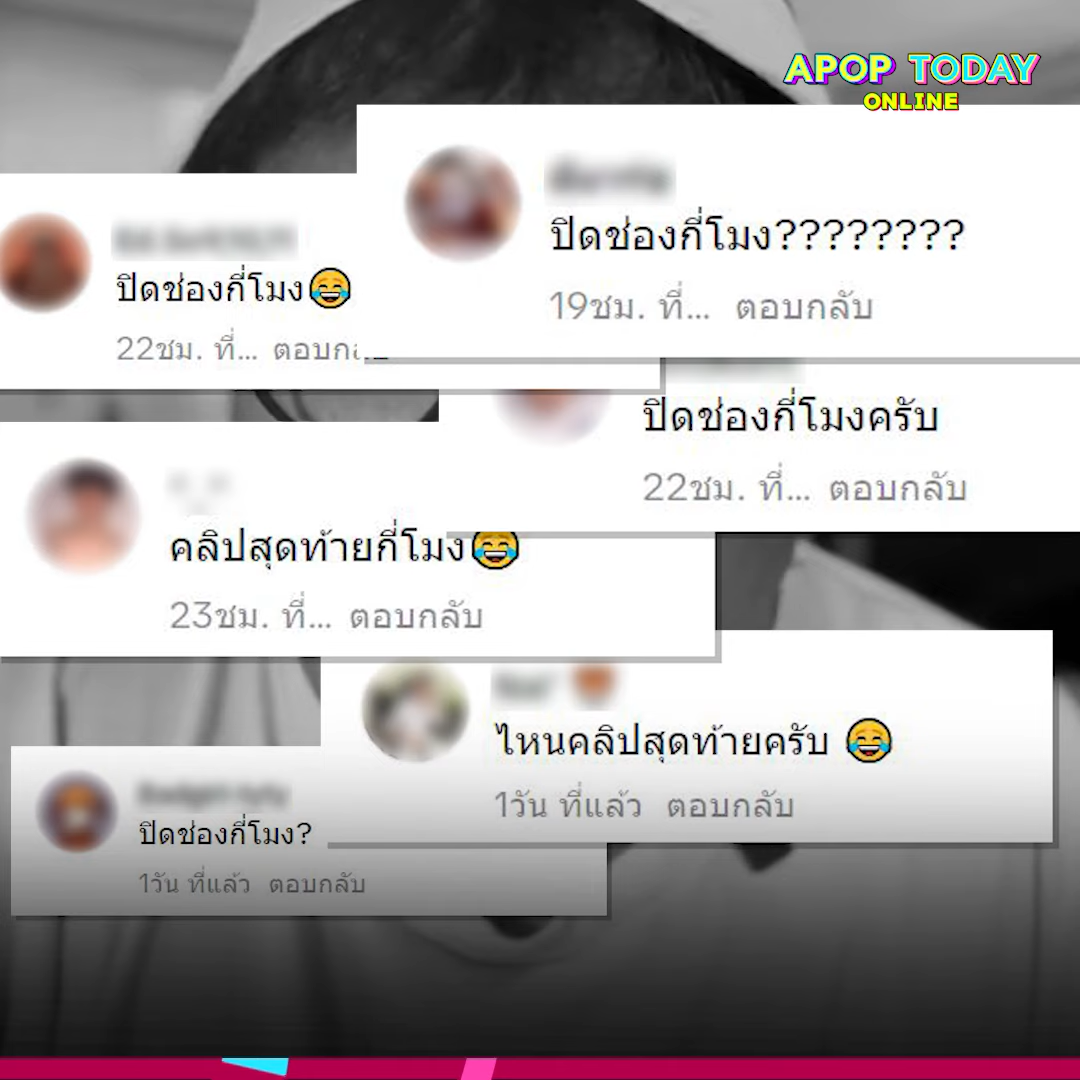 APOP TODAY
ONLINE
ปิดช่องกี่โมง????????
19ชม. ที่... ตอบกลับ
ปิดช่องกี่โมง😂
22ชม. ที่...
ปิดช่องกี่โมงครับ
22ชม. ที่... ตอบกลับ
คลิปสุดท้ายกี่โมง😂
23ชม. ที่... ตอบกลับ
ไหนคลิปสุดท้ายครับ 😂
1วัน ที่แล้ว ตอบกลับ
ปิดช่องกี่โมง?
1วัน ที่แล้ว ตอบกลับ